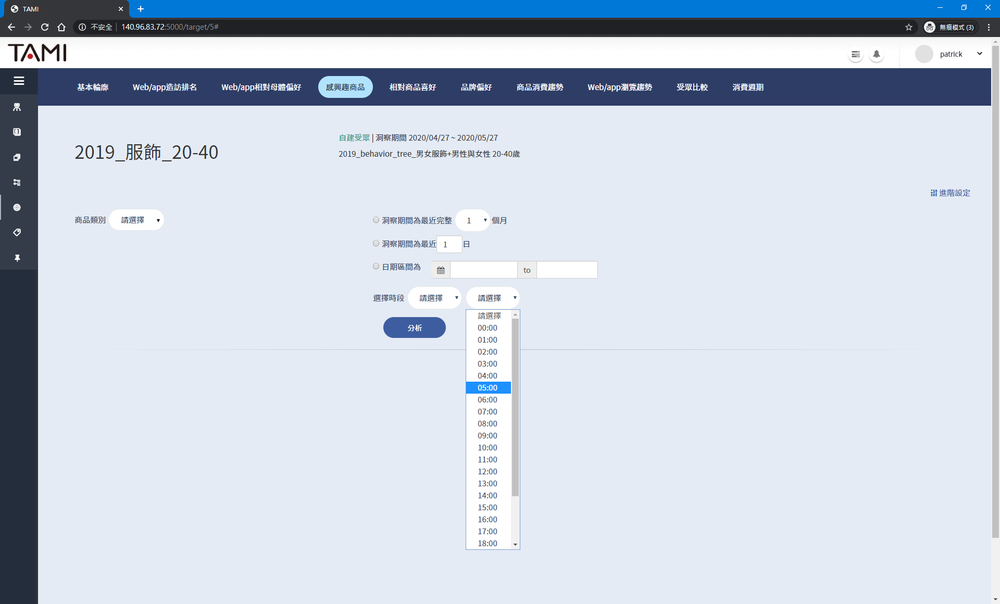 TAMI
不安全 140.96.83.72:5000/target/5#
無痕模式 (3)
TAMI
patrick
基本輪廓 Web/app造訪排名 Web/app相對母體偏好 感興趣商品 相對商品喜好 品牌偏好 商品消費趨勢 Web/app瀏覽趨勢 受眾比較 消費週期
2019_服飾_20-40
自建受眾 | 洞察期間 2020/04/27 ~ 2020/05/27
2019_behavior_tree_男女服飾+男性與女性 20-40歲
進階設定
商品類別 請選擇
洞察期間為最近完整 1 個月
洞察期間為最近 1 日
日期區間為 to
選擇時段 請選擇 請選擇
分析
請選擇
00:00
01:00
02:00
03:00
04:00
05:00
06:00
07:00
08:00
09:00
10:00
11:00
12:00
13:00
14:00
15:00
16:00
17:00
18:00